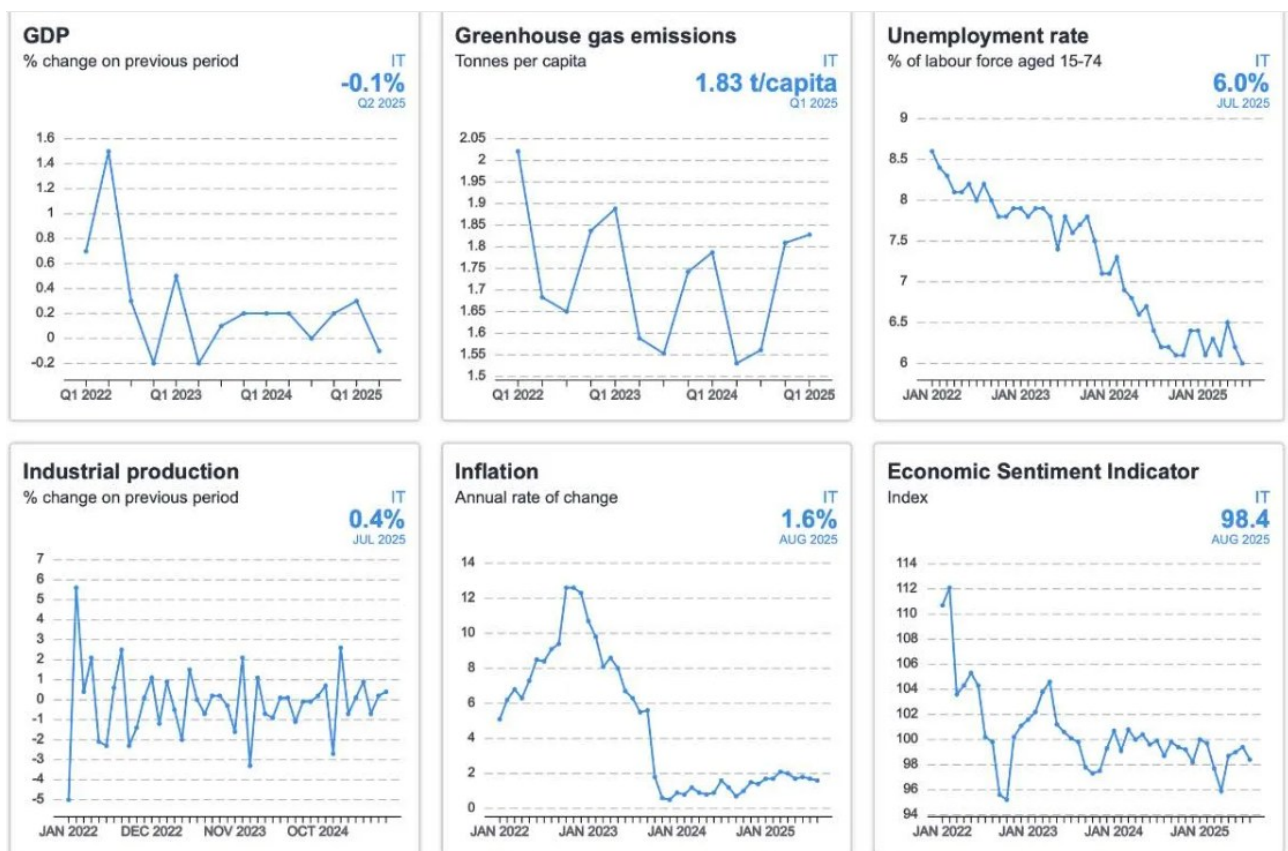 GDP
% change on previous period
IT
-0.1%
Q2 2025
1.6
1.4
1.2
1
0.8
0.6
0.4
0.2
0
-0.2
Q1 2022 Q1 2023 Q1 2024 Q1 2025
Greenhouse gas emissions
Tonnes per capita
IT
1.83 t/capita
Q1 2025
2.05
2
1.95
1.9
1.85
1.8
1.75
1.7
1.65
1.6
1.55
1.5
Q1 2022 Q1 2023 Q1 2024 Q1 2025
Unemployment rate
% of labour force aged 15-74
IT
6.0%
JUL 2025
9
8.5
8
7.5
7
6.5
6
JAN 2022 JAN 2023 JAN 2024 JAN 2025
Industrial production
% change on previous period
IT
0.4%
JUL 2025
7
6
5
4
3
2
1
0
-1
-2
-3
-4
-5
JAN 2022 DEC 2022 NOV 2023 OCT 2024
Inflation
Annual rate of change
IT
1.6%
AUG 2025
14
12
10
8
6
4
2
0
JAN 2022 JAN 2023 JAN 2024 JAN 2025
Economic Sentiment Indicator
Index
IT
98.4
AUG 2025
114
112
110
108
106
104
102
100
98
96
94
JAN 2022 JAN 2023 JAN 2024 JAN 2025